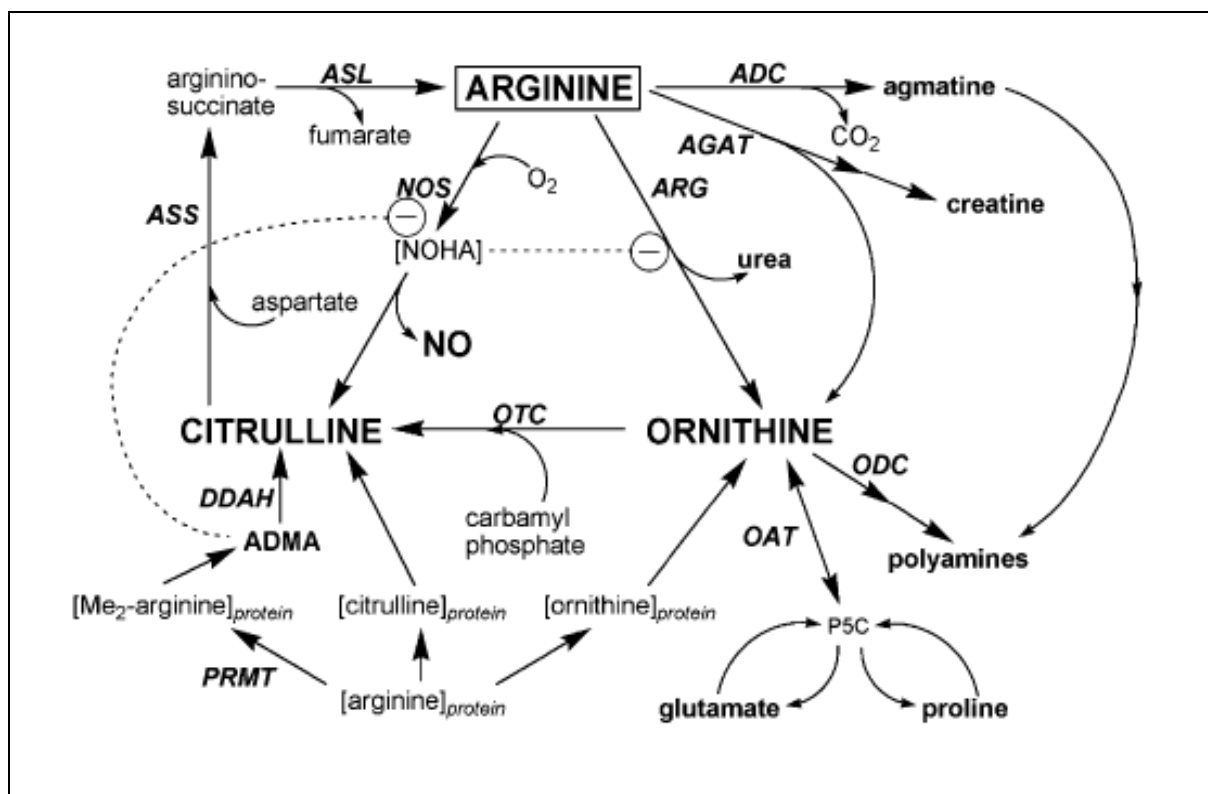 ASL
ARGININE
ADC
arginino-
succinate
agmatine
fumarate
CO₂
AGAT
O₂
NOS
ARG
creatine
ASS
[NOHA]
urea
aspartate
NO
CITRULLINE
OTC
ORNITHINE
ODC
DDAH
carbamyl
phosphate
OAT
ADMA
polyamines
[Me₂-arginine]protein
[citrulline]protein
[ornithine]protein
P5C
PRMT
[arginine]protein
glutamate
proline